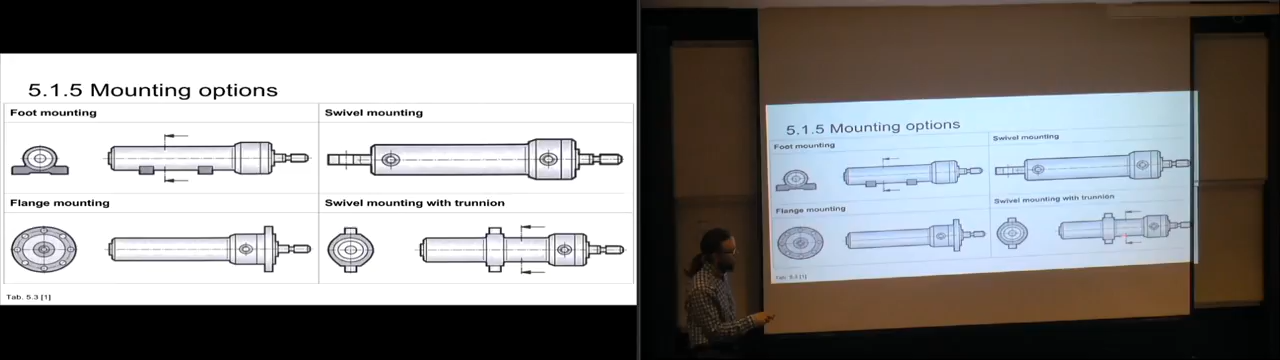 5.1.5 Mounting options
Foot mounting
Swivel mounting
Flange mounting
Swivel mounting with trunnion
Tab. 5.3 [1]
5.1.5 Mounting options
Foot mounting
Swivel mounting
Flange mounting
Swivel mounting with trunnion
Tab. 5.3 [1]